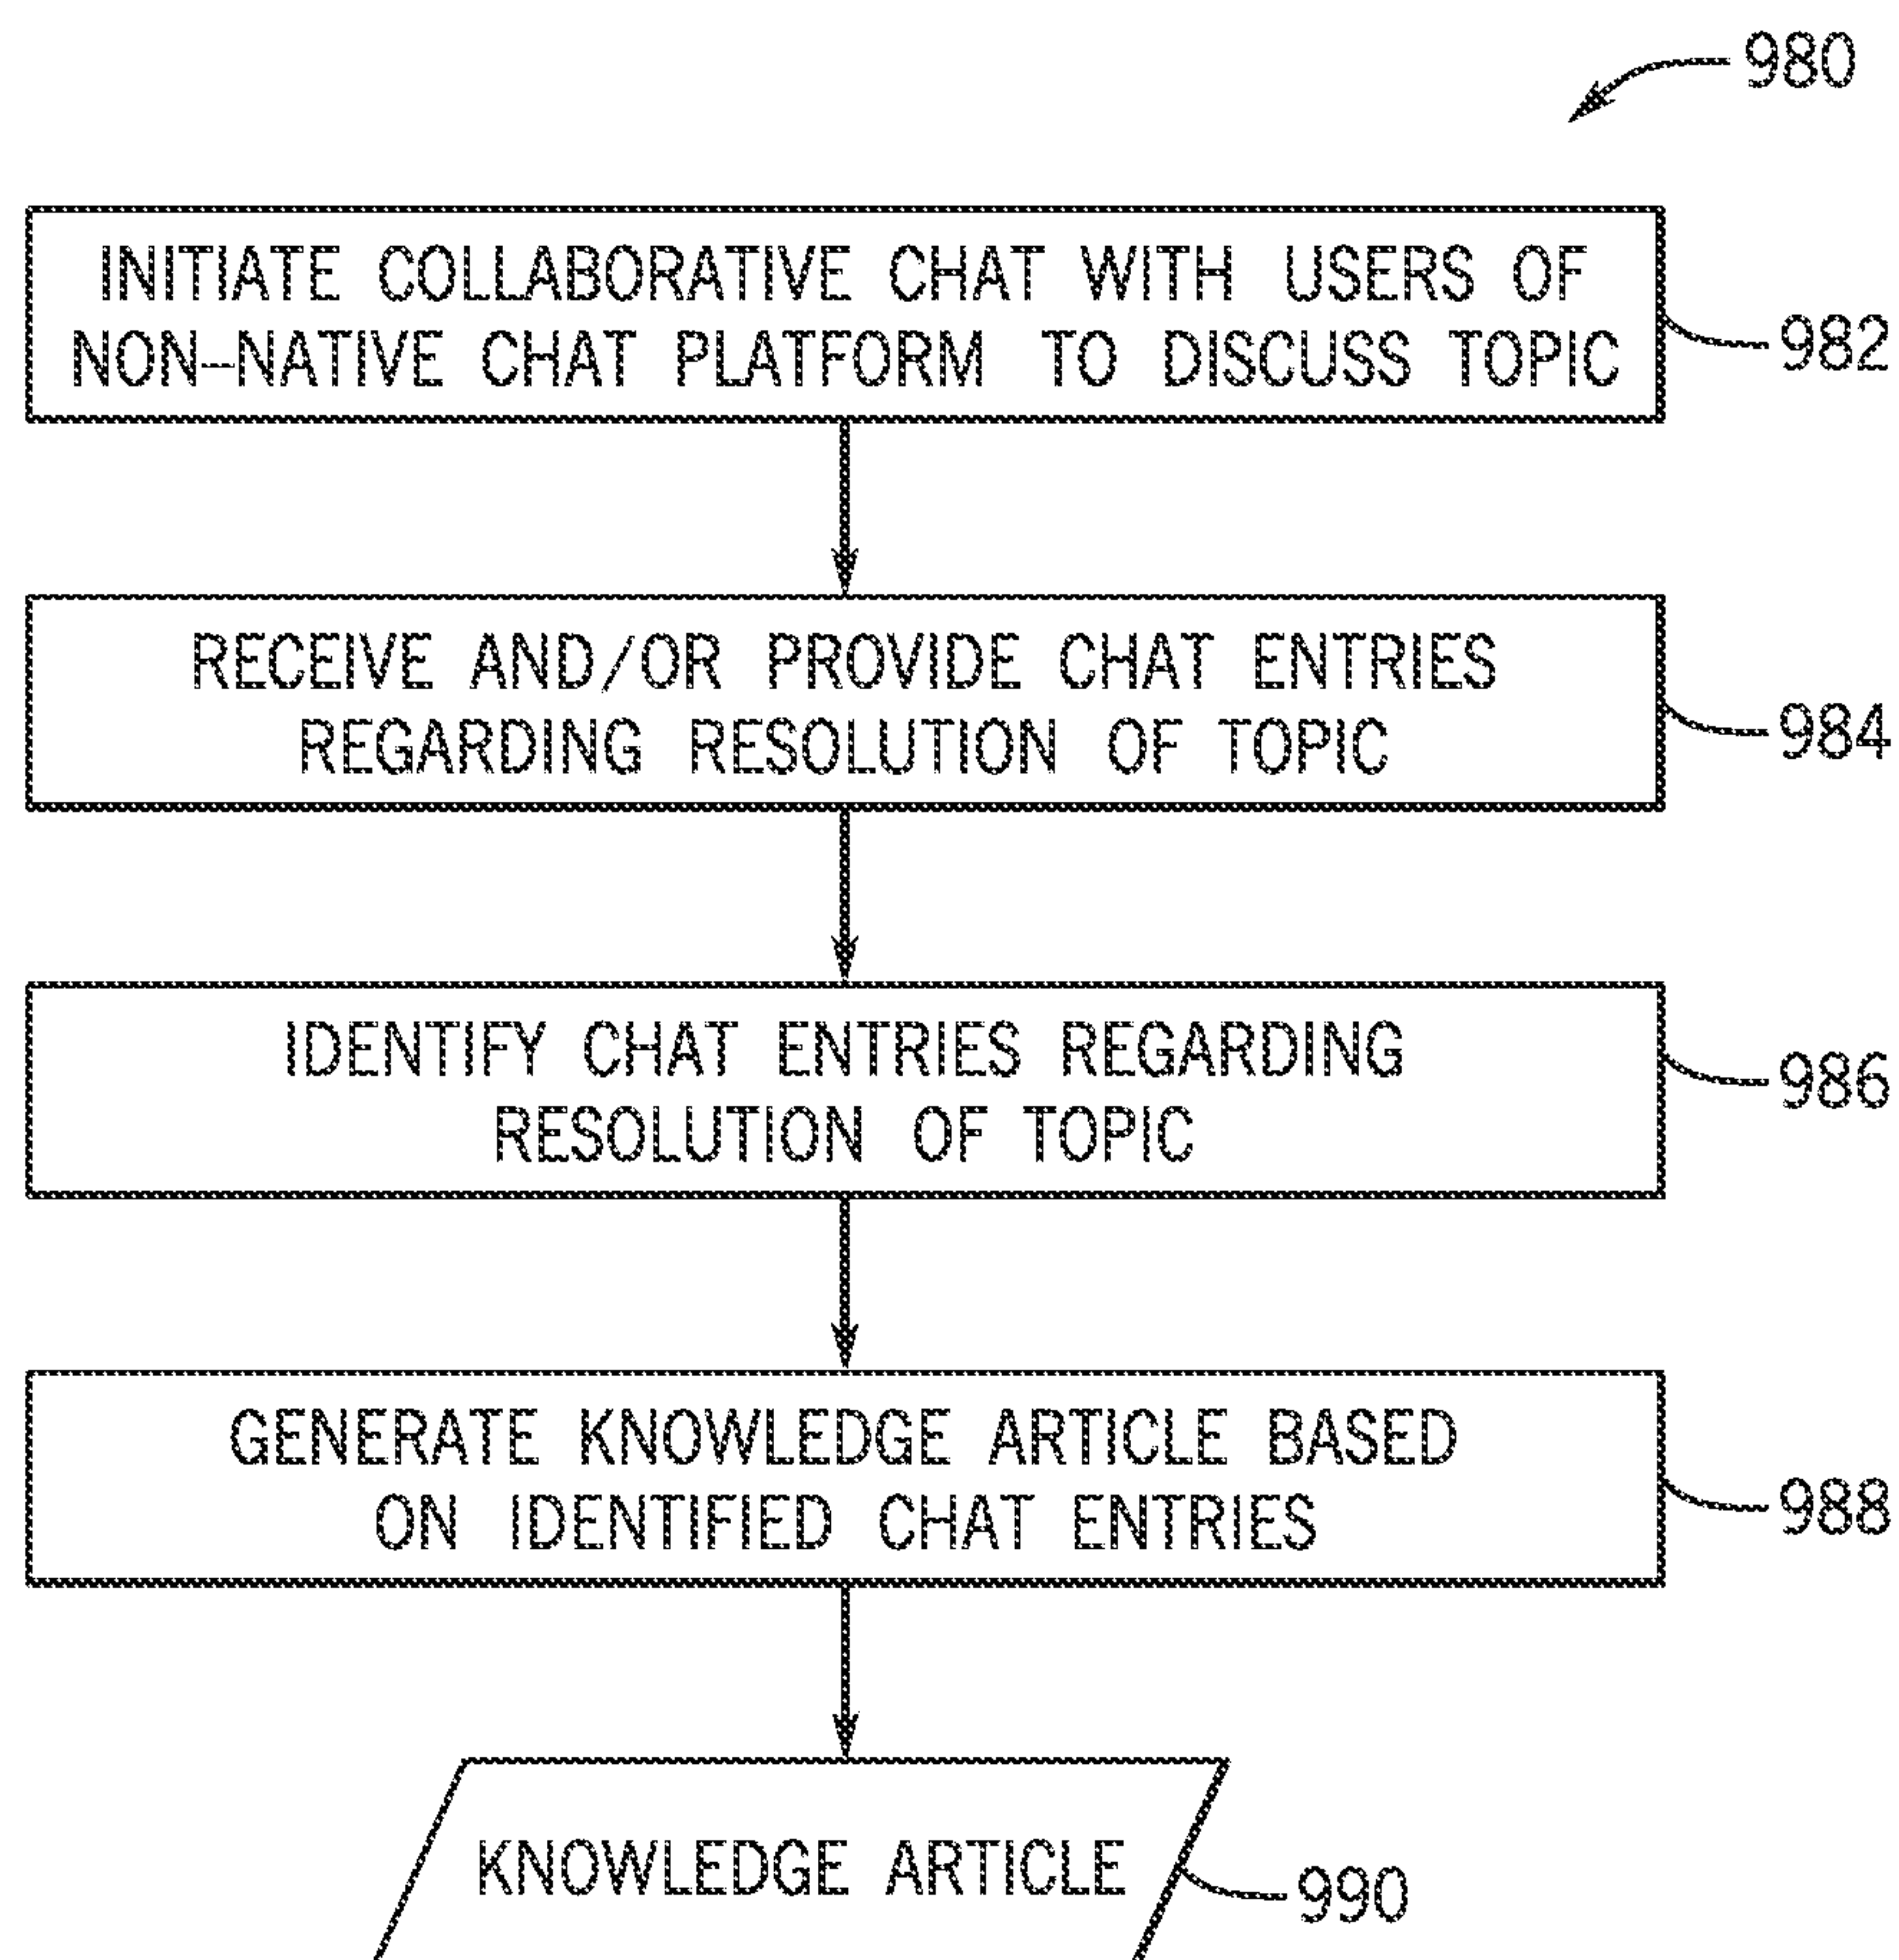 980
INITIATE COLLABORATIVE CHAT WITH USERS OF
NON-NATIVE CHAT PLATFORM TO DISCUSS TOPIC
982
RECEIVE AND/OR PROVIDE CHAT ENTRIES
REGARDING RESOLUTION OF TOPIC
984
IDENTIFY CHAT ENTRIES REGARDING
RESOLUTION OF TOPIC
986
GENERATE KNOWLEDGE ARTICLE BASED
ON IDENTIFIED CHAT ENTRIES
988
KNOWLEDGE ARTICLE
990